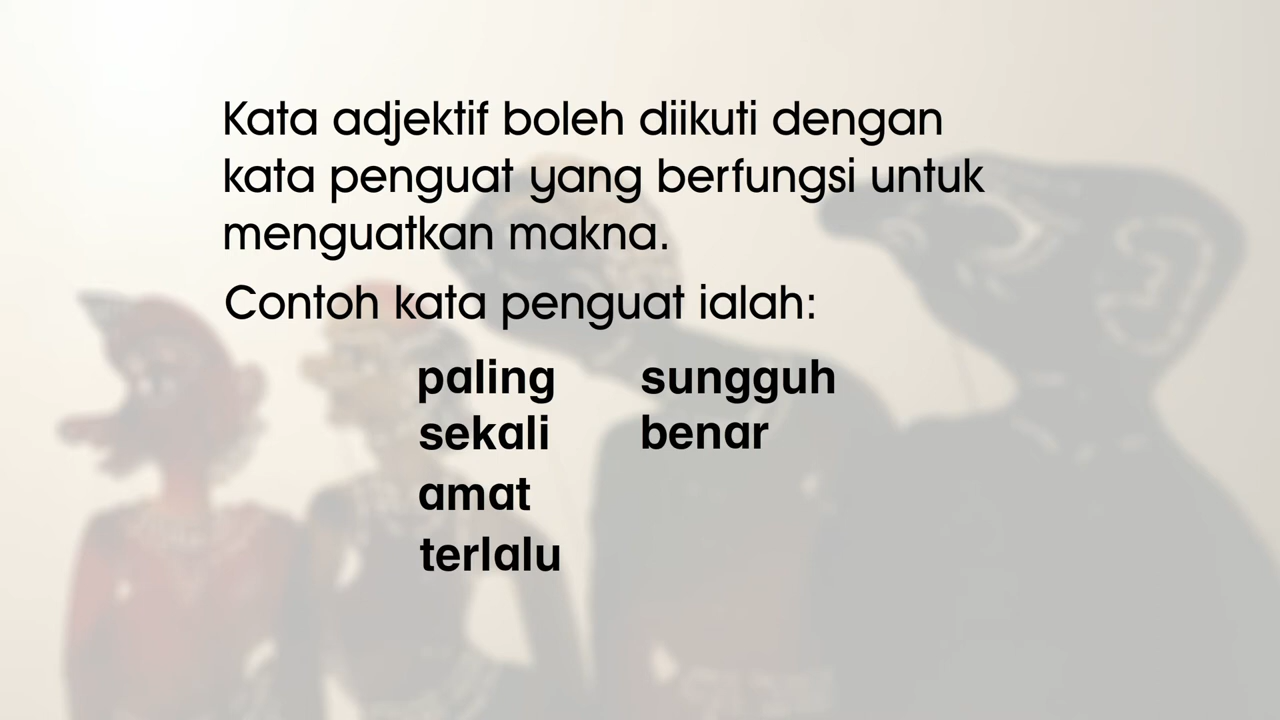 Kata adjektif boleh diikuti dengan
kata penguat yang berfungsi untuk
menguatkan makna.
Contoh kata penguat ialah:
paling
sekali
amat
terlalu
sungguh
benar